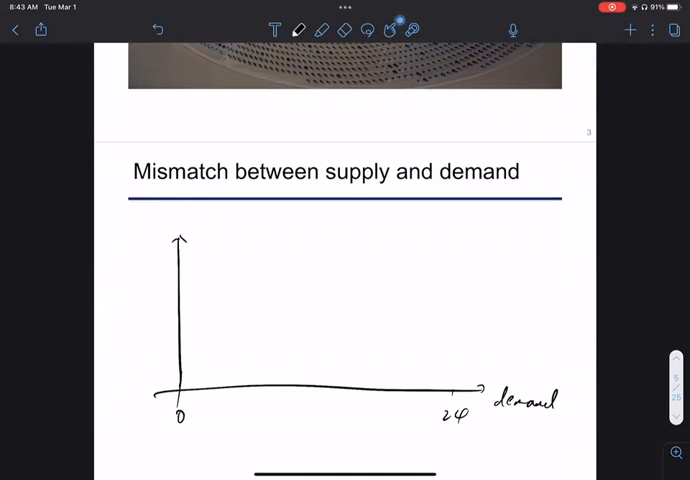 8:43 AM Tue Mar 1
91%
T
3
Mismatch between supply and demand
demand
0
24
5
25